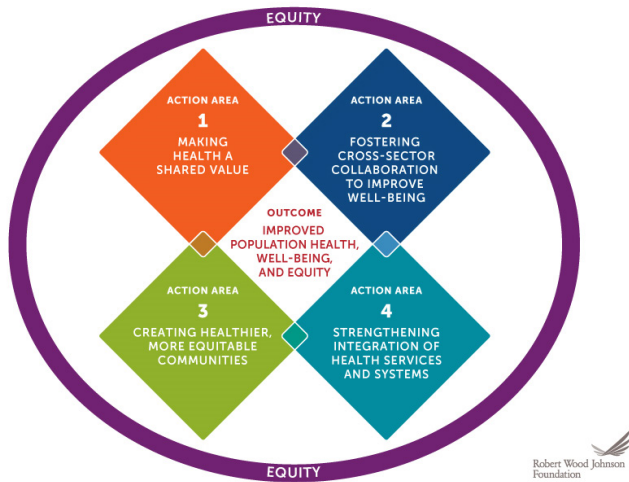 EQUITY
ACTION AREA
1
MAKING
HEALTH A
SHARED VALUE
ACTION AREA
2
FOSTERING
CROSS-SECTOR
COLLABORATION
TO IMPROVE
WELL-BEING
OUTCOME
IMPROVED
POPULATION HEALTH,
WELL-BEING,
AND EQUITY
ACTION AREA
3
CREATING HEALTHIER,
MORE EQUITABLE
COMMUNITIES
ACTION AREA
4
STRENGTHENING
INTEGRATION OF
HEALTH SERVICES
AND SYSTEMS
EQUITY
Robert Wood Johnson
Foundation